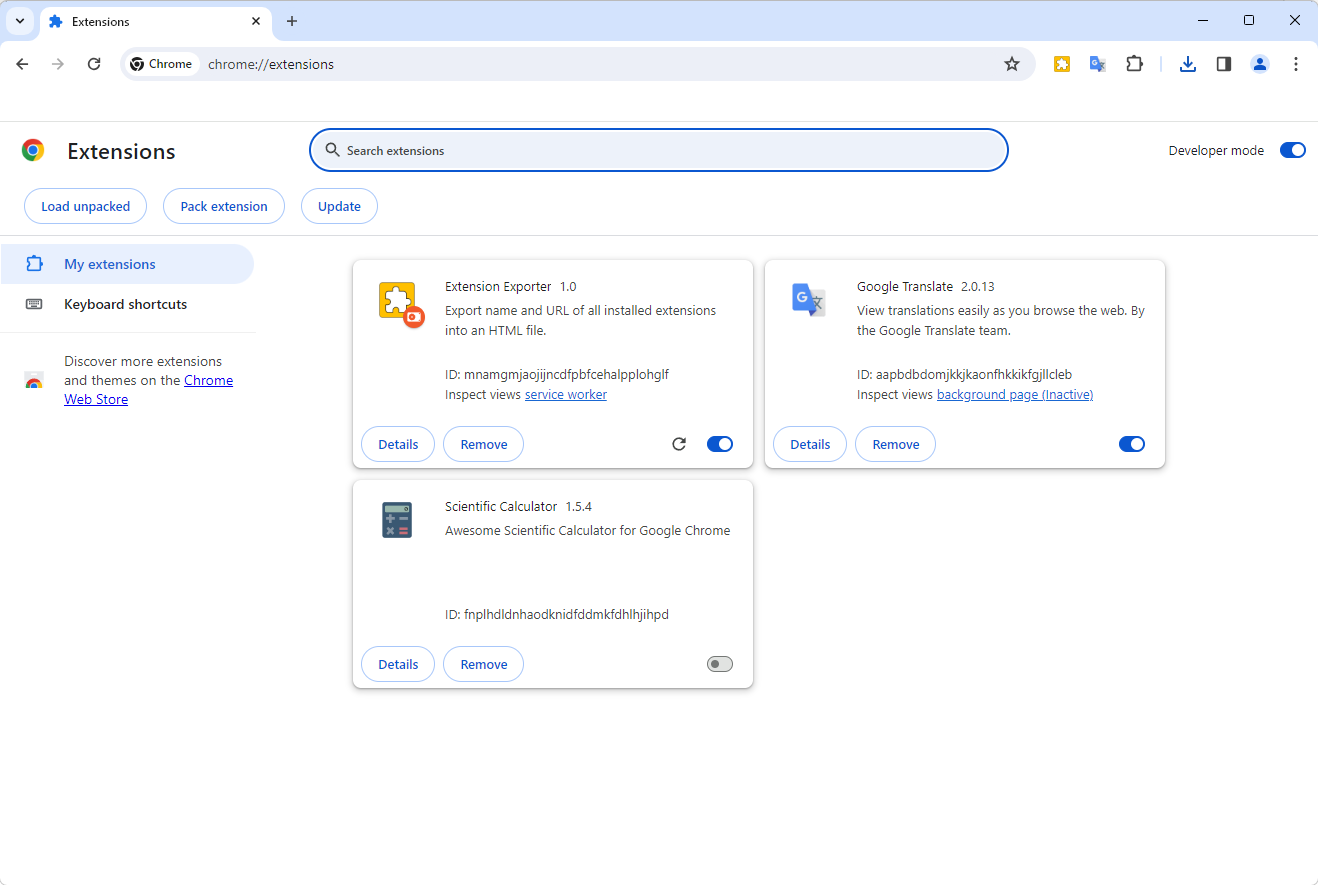 Extensions
Chrome
chrome://extensions
Extensions
Search extensions
Developer mode
Load unpacked
Pack extension
Update
My extensions
Keyboard shortcuts
Discover more extensions
and themes on the Chrome
Web Store
Extension Exporter 1.0
Export name and URL of all installed extensions
into an HTML file.
ID: mnamgmjaojijncdfpbfcehalpplohglf
Inspect views service worker
Details
Remove
Google Translate 2.0.13
View translations easily as you browse the web. By
the Google Translate team.
ID: aapbdbdomjkkjkaonfhkkikfgjllcleb
Inspect views background page (Inactive)
Details
Remove
Scientific Calculator 1.5.4
Awesome Scientific Calculator for Google Chrome
ID: fnplhdldnhaodknidfddmkfdhlhjihpd
Details
Remove